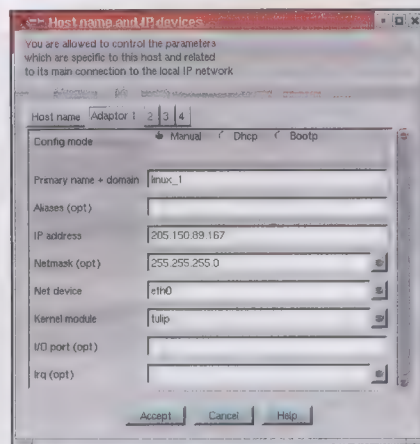 Host name and IP devices
You are allowed to control the parameters
which are specific to this host and related
to its main connection to the local IP network
Host name Adaptor 1 2 3 4
Config mode Manual Dhcp Bootp
Primary name + domain linux_1
Aliases (opt)
IP address 205.150.89.167
Netmask (opt) 255.255.255.0
Net device eth0
Kernel module tulip
I/O port (opt)
Irq (opt)
Accept Cancel Help